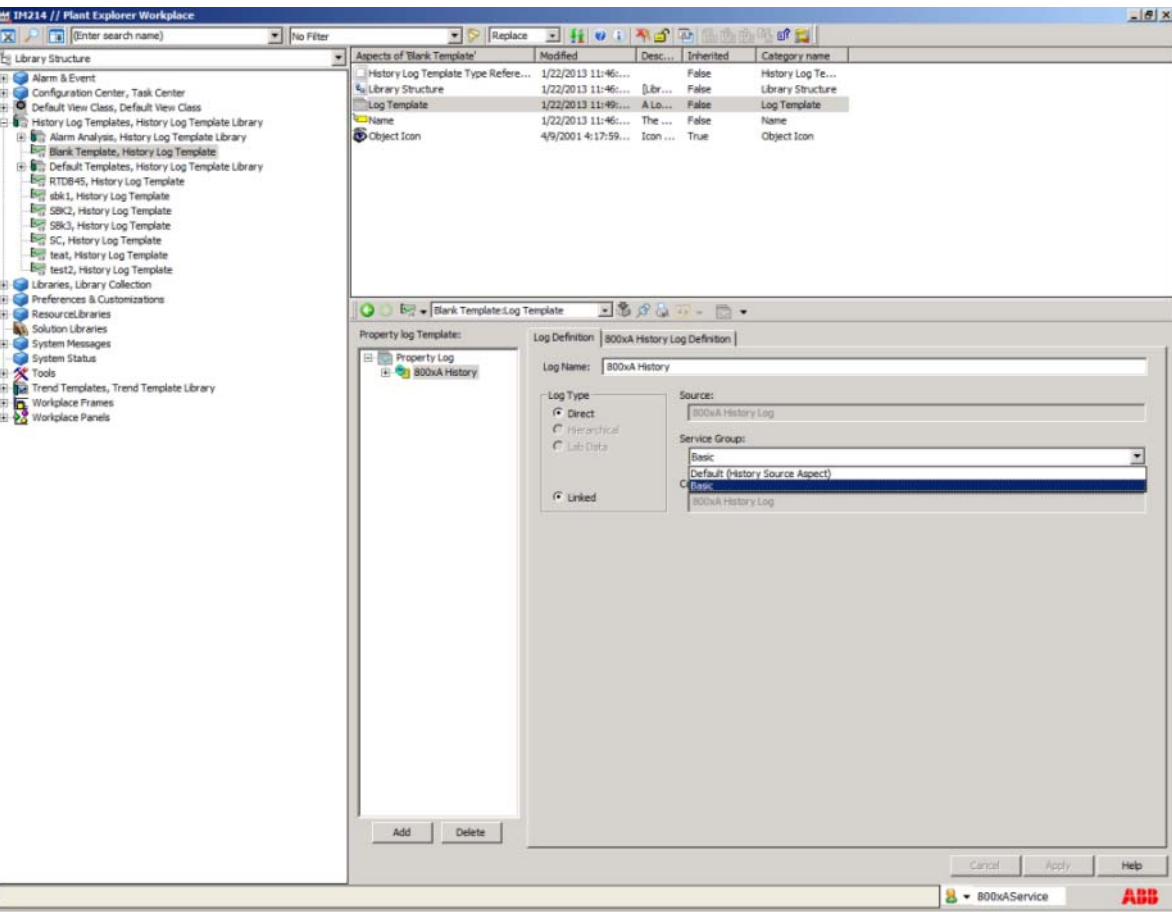 IM214 // Plant Explorer Workplace
(Enter search name)
No Filter
Replace
Library Structure
Alarm & Event
Configuration Center, Task Center
Default View Class, Default View Class
History Log Templates, History Log Template Library
Alarm Analysis, History Log Template Library
Blank Template, History Log Template
Default Templates, History Log Template Library
RTDB45, History Log Template
sbk1, History Log Template
SBK2, History Log Template
SBk3, History Log Template
SC, History Log Template
teat, History Log Template
test2, History Log Template
Libraries, Library Collection
Preferences & Customizations
ResourceLibraries
Solution Libraries
System Messages
System Status
Tools
Trend Templates, Trend Template Library
Workplace Frames
Workplace Panels
Aspects of 'Blank Template' Modified Desc... Inherited Category name
History Log Template Type Refere... 1/22/2013 11:46:... False History Log Te...
Library Structure 1/22/2013 11:46:... [Libr... False Library Structure
Log Template 1/22/2013 11:49:... A Lo... False Log Template
Name 1/22/2013 11:46:... The ... False Name
Object Icon 4/9/2001 4:17:59... Icon ... True Object Icon
Blank Template:Log Template
Property log Template:
Property Log
800xA History
Add Delete
Log Definition 800xA History Log Definition
Log Name: 800xA History
Log Type
Direct
Hierarchical
Lab Data
Linked
Source:
800xA History Log
Service Group:
Basic
Default (History Source Aspect)
Basic
800xA History Log
Cancel Apply Help
800xAService
ABB